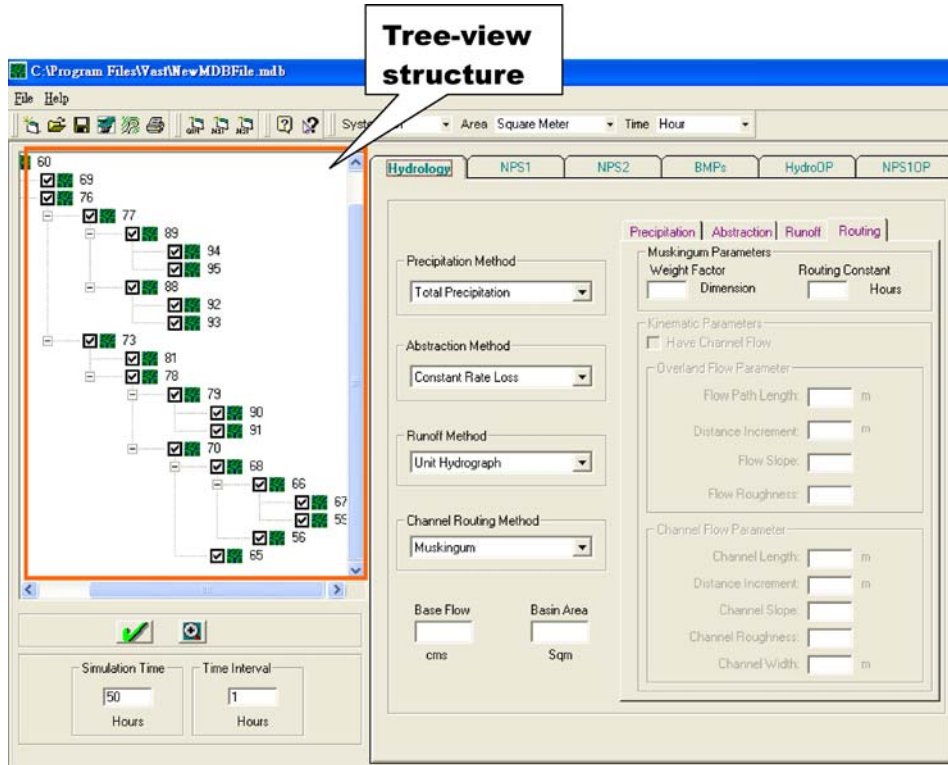 Tree-view
structure
C:\Program Files\Vast\NewMDBFile.mdb
File Help
Area Square Meter Time Hour
60
69
76
77
89
94
95
88
92
93
73
81
78
79
90
91
70
68
66
67
59
56
65
Simulation Time Time Interval
50 1
Hours Hours
Hydrology NPS1 NPS2 BMPs HydroOP NPS1OP
Precipitation Method
Total Precipitation
Abstraction Method
Constant Rate Loss
Runoff Method
Unit Hydrograph
Channel Routing Method
Muskingum
Base Flow Basin Area
cms Sqm
Precipitation Abstraction Runoff Routing
Muskingum Parameters
Weight Factor Routing Constant
Dimension Hours
Kinematic Parameters
Have Channel Flow
Overland Flow Parameter
Flow Path Length: m
Distance Increment: m
Flow Slope:
Flow Roughness:
Channel Flow Parameter
Channel Length: m
Distance Increment: m
Channel Slope:
Channel Roughness:
Channel Width: m